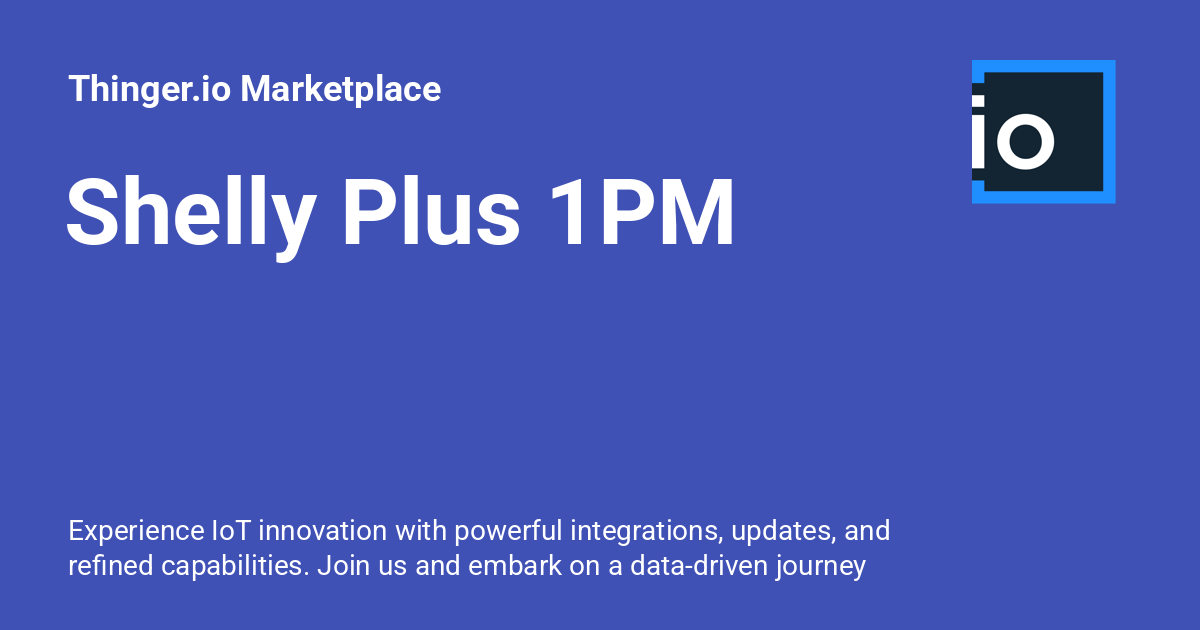 Thinger.io Marketplace
io
Shelly Plus 1PM
Experience IoT innovation with powerful integrations, updates, and
refined capabilities. Join us and embark on a data-driven journey